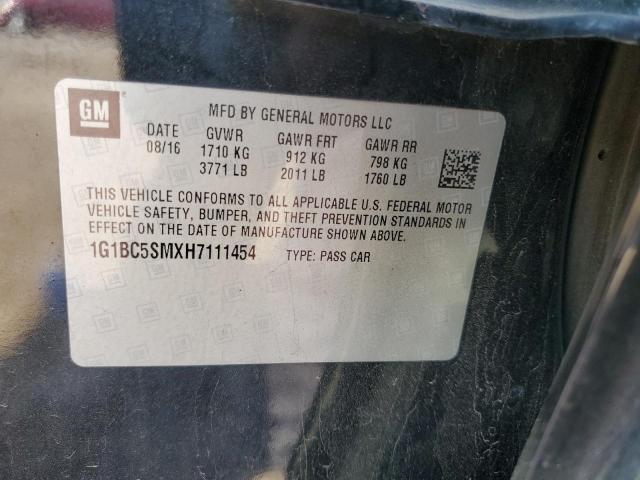 GM
MFD BY GENERAL MOTORS LLC
DATE GVWR GAWR FRT GAWR RR
08/16 1710 KG 912 KG 798 KG
3771 LB 2011 LB 1760 LB
THIS VEHICLE CONFORMS TO ALL APPLICABLE U.S. FEDERAL MOTOR
VEHICLE SAFETY, BUMPER, AND THEFT PREVENTION STANDARDS IN
EFFECT ON THE DATE OF MANUFACTURE SHOWN ABOVE.
1G1BC5SMXH7111454 TYPE: PASS CAR